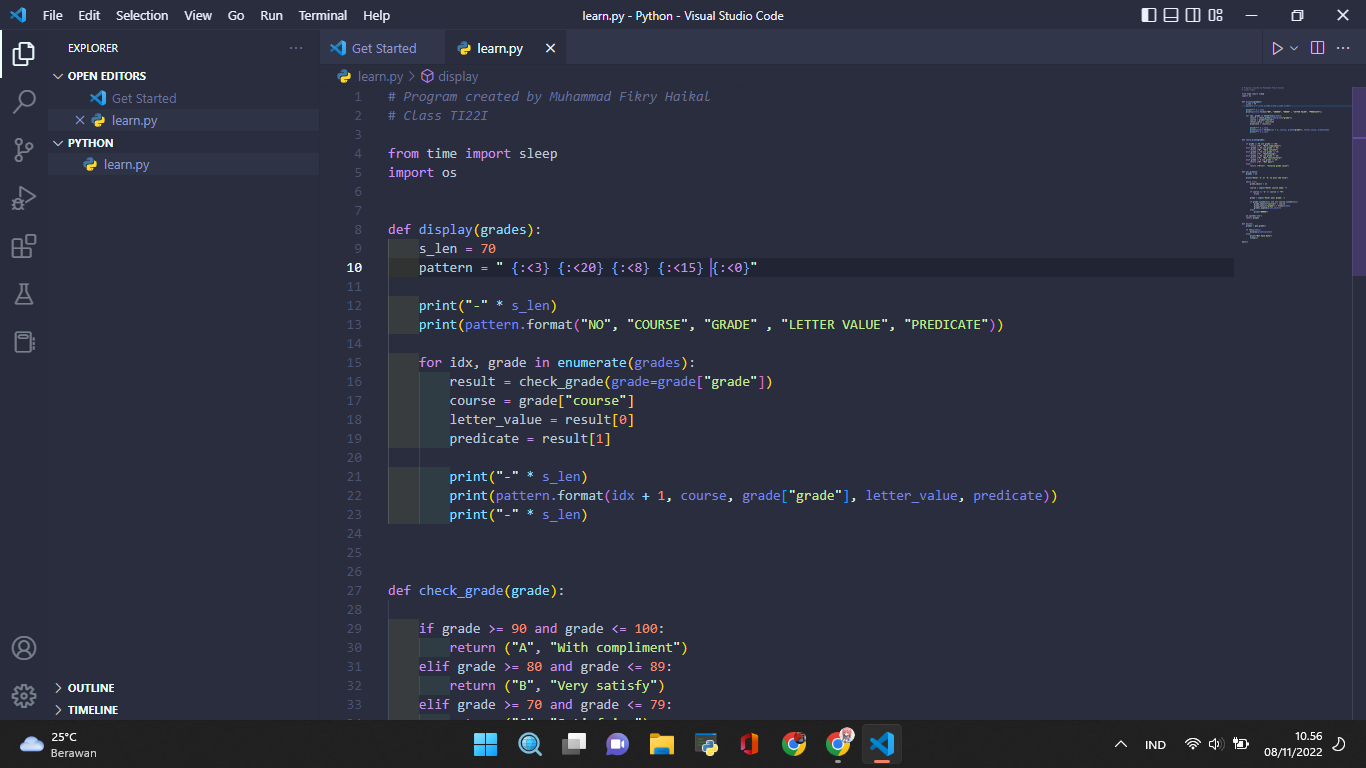 File Edit Selection View Go Run Terminal Help
learn.py - Python - Visual Studio Code
EXPLORER
OPEN EDITORS
Get Started
learn.py
PYTHON
learn.py
OUTLINE
TIMELINE
Get Started
learn.py
learn.py > display
1 # Program created by Muhammad Fikry Haikal
2 # Class TI22I
3
4 from time import sleep
5 import os
6
7
8 def display(grades):
9 s_len = 70
10 pattern = " {:<3} {:<20} {:<8} {:<15} {:<0}"
11
12 print("-" * s_len)
13 print(pattern.format("NO", "COURSE", "GRADE" , "LETTER VALUE", "PREDICATE"))
14
15 for idx, grade in enumerate(grades):
16 result = check_grade(grade=grade["grade"])
17 course = grade["course"]
18 letter_value = result[0]
19 predicate = result[1]
20
21 print("-" * s_len)
22 print(pattern.format(idx + 1, course, grade["grade"], letter_value, predicate))
23 print("-" * s_len)
24
25
26
27 def check_grade(grade):
28
29 if grade >= 90 and grade <= 100:
30 return ("A", "With compliment")
31 elif grade >= 80 and grade <= 89:
32 return ("B", "Very satisfy")
33 elif grade >= 70 and grade <= 79:
25°C
Berawan
IND
10.56
08/11/2022